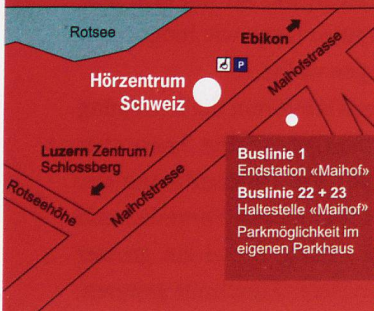 Rotsee
Ebikon
P
Maihofstrasse
Hörzentrum
Schweiz
Luzern Zentrum /
Schlossberg
Rotseehöhe
Maihofstrasse
Buslinie 1
Endstation «Maihof»
Buslinie 22 + 23
Haltestelle «Maihof»
Parkmöglichkeit im
eigenen Parkhaus